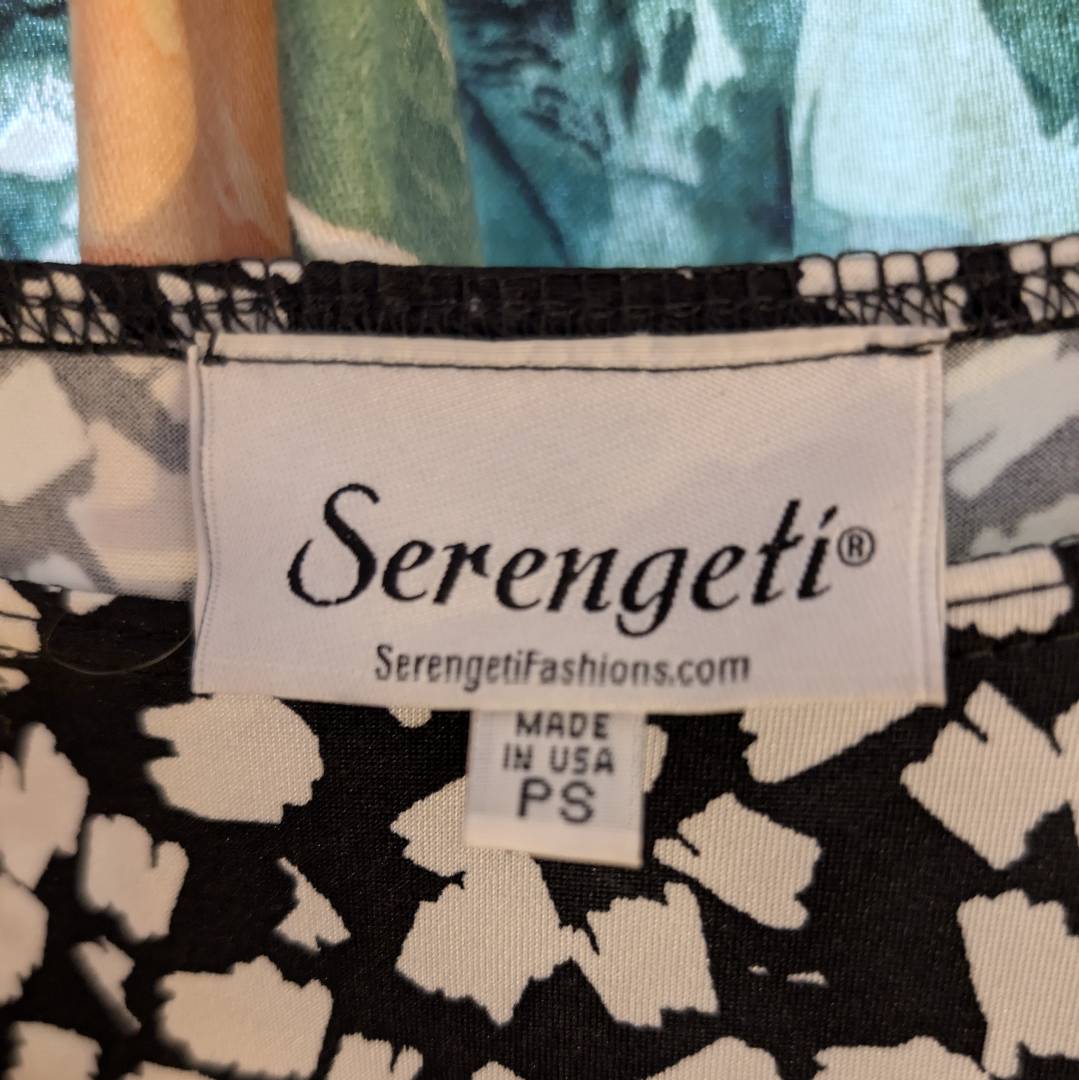 Serengeti®
SerengetiFashions.com
MADE
IN USA
PS